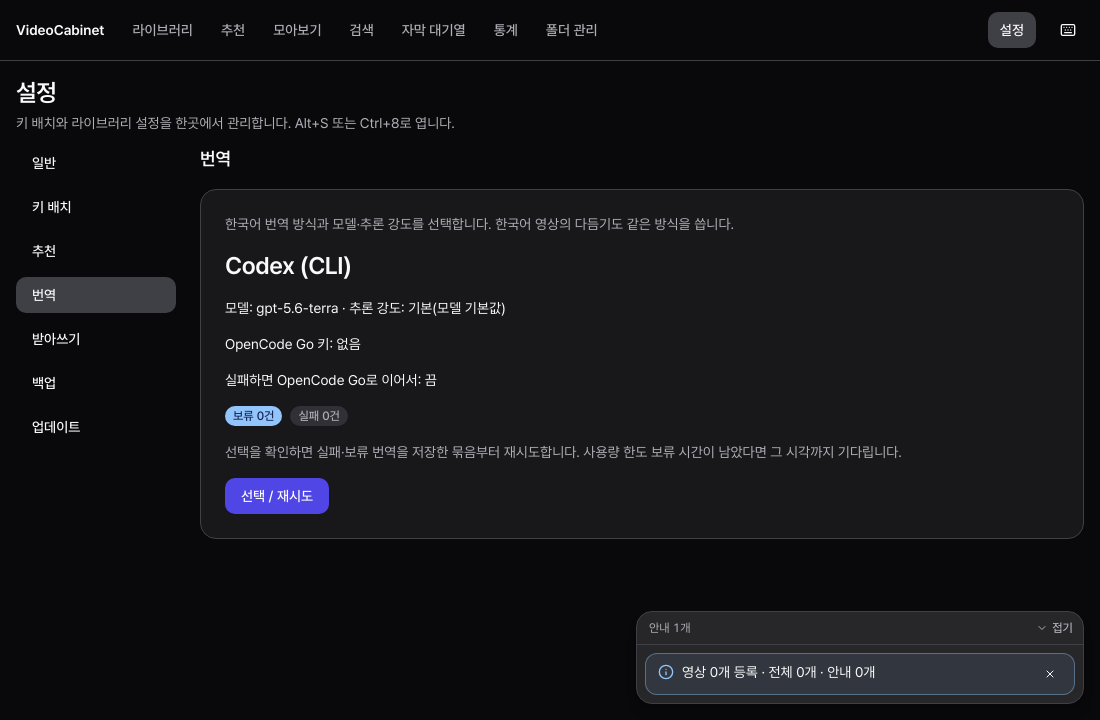 VideoCabinet 라이브러리 추천 모아보기 검색 자막 대기열 통계 폴더 관리 설정
설정
키 배치와 라이브러리 설정을 한곳에서 관리합니다. Alt+S 또는 Ctrl+8로 엽니다.
일반
키 배치
추천
번역
받아쓰기
백업
업데이트
번역
한국어 번역 방식과 모델·추론 강도를 선택합니다. 한국어 영상의 다듬기도 같은 방식을 씁니다.
Codex (CLI)
모델: gpt-5.6-terra · 추론 강도: 기본(모델 기본값)
OpenCode Go 키: 없음
실패하면 OpenCode Go로 이어서: 끔
보류 0건 실패 0건
선택을 확인하면 실패·보류 번역을 저장한 묶음부터 재시도합니다. 사용량 한도 보류 시간이 남았다면 그 시각까지 기다립니다.
선택 / 재시도
안내 1개 접기
영상 0개 등록 · 전체 0개 · 안내 0개